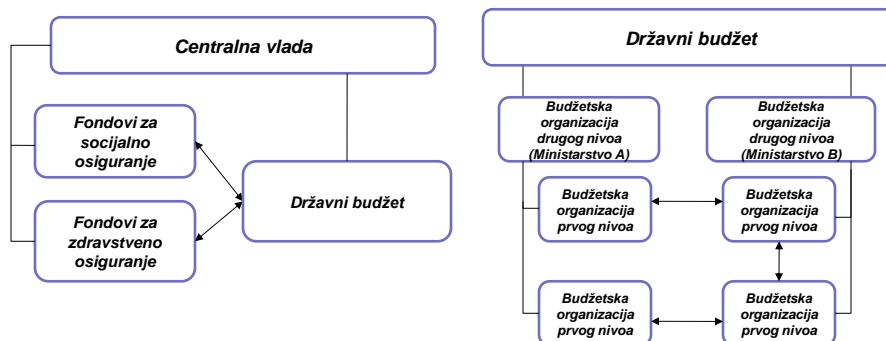 Centralna vlada
Fondovi za
socijalno
osiguranje
Fondovi za
zdravstveno
osiguranje
Državni budžet
Državni budžet
Budžetska
organizacija
drugog nivoa
(Ministarstvo A)
Budžetska
organizacija
drugog nivoa
(Ministarstvo B)
Budžetska
organizacija
prvog nivoa
Budžetska
organizacija
prvog nivoa
Budžetska
organizacija
prvog nivoa
Budžetska
organizacija
prvog nivoa